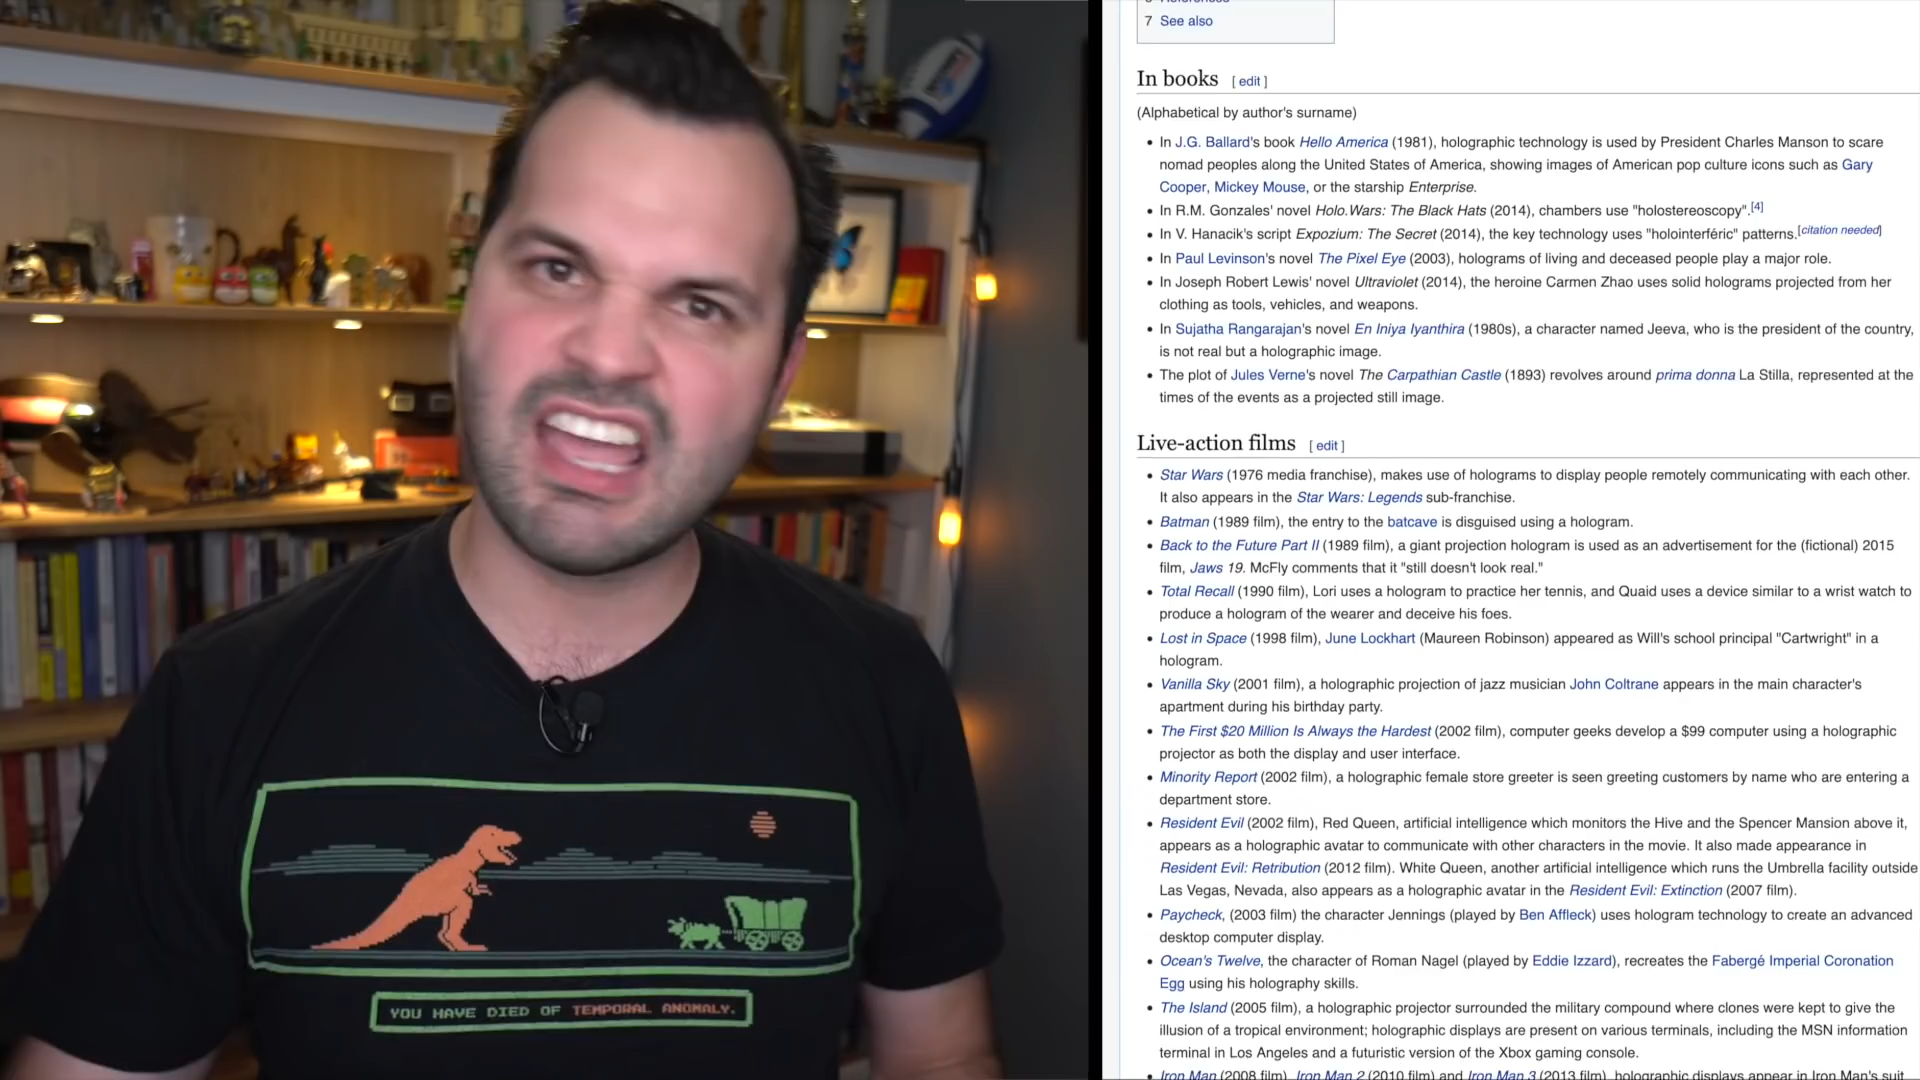 7 See also
In books [ edit ]
(Alphabetical by author's surname)
• In J.G. Ballard's book Hello America (1981), holographic technology is used by President Charles Manson to scare
nomad peoples along the United States of America, showing images of American pop culture icons such as Gary
Cooper, Mickey Mouse, or the starship Enterprise.
• In R.M. Gonzales' novel Holo.Wars: The Black Hats (2014), chambers use "holostereoscopy".[4]
• In V. Hanacik's script Expozium: The Secret (2014), the key technology uses "holointerféric" patterns.[citation needed]
• In Paul Levinson's novel The Pixel Eye (2003), holograms of living and deceased people play a major role.
• In Joseph Robert Lewis' novel Ultraviolet (2014), the heroine Carmen Zhao uses solid holograms projected from her
clothing as tools, vehicles, and weapons.
• In Sujatha Rangarajan's novel En Iniya Iyanthira (1980s), a character named Jeeva, who is the president of the country,
is not real but a holographic image.
• The plot of Jules Verne's novel The Carpathian Castle (1893) revolves around prima donna La Stilla, represented at the
times of the events as a projected still image.
Live-action films [ edit ]
• Star Wars (1976 media franchise), makes use of holograms to display people remotely communicating with each other.
It also appears in the Star Wars: Legends sub-franchise.
• Batman (1989 film), the entry to the batcave is disguised using a hologram.
• Back to the Future Part II (1989 film), a giant projection hologram is used as an advertisement for the (fictional) 2015
film, Jaws 19. McFly comments that it "still doesn't look real."
• Total Recall (1990 film), Lori uses a hologram to practice her tennis, and Quaid uses a device similar to a wrist watch to
produce a hologram of the wearer and deceive his foes.
• Lost in Space (1998 film), June Lockhart (Maureen Robinson) appeared as Will's school principal "Cartwright" in a
hologram.
• Vanilla Sky (2001 film), a holographic projection of jazz musician John Coltrane appears in the main character's
apartment during his birthday party.
• The First $20 Million Is Always the Hardest (2002 film), computer geeks develop a $99 computer using a holographic
projector as both the display and user interface.
• Minority Report (2002 film), a holographic female store greeter is seen greeting customers by name who are entering a
department store.
• Resident Evil (2002 film), Red Queen, artificial intelligence which monitors the Hive and the Spencer Mansion above it,
appears as a holographic avatar to communicate with other characters in the movie. It also made appearance in
Resident Evil: Retribution (2012 film). White Queen, another artificial intelligence which runs the Umbrella facility outside
Las Vegas, Nevada, also appears as a holographic avatar in the Resident Evil: Extinction (2007 film).
• Paycheck, (2003 film) the character Jennings (played by Ben Affleck) uses hologram technology to create an advanced
desktop computer display.
• Ocean's Twelve, the character of Roman Nagel (played by Eddie Izzard), recreates the Fabergé Imperial Coronation
Egg using his holography skills.
• The Island (2005 film), a holographic projector surrounded the military compound where clones were kept to give the
illusion of a tropical environment; holographic displays are present on various terminals, including the MSN information
terminal in Los Angeles and a futuristic version of the Xbox gaming console.
• Iron Man (2008 film), Iron Man 2 (2010 film) and Iron Man 3 (2013 film), holographic displays appear in Iron Man's suit
YOU HAVE DIED OF TEMPORAL ANOMALY.